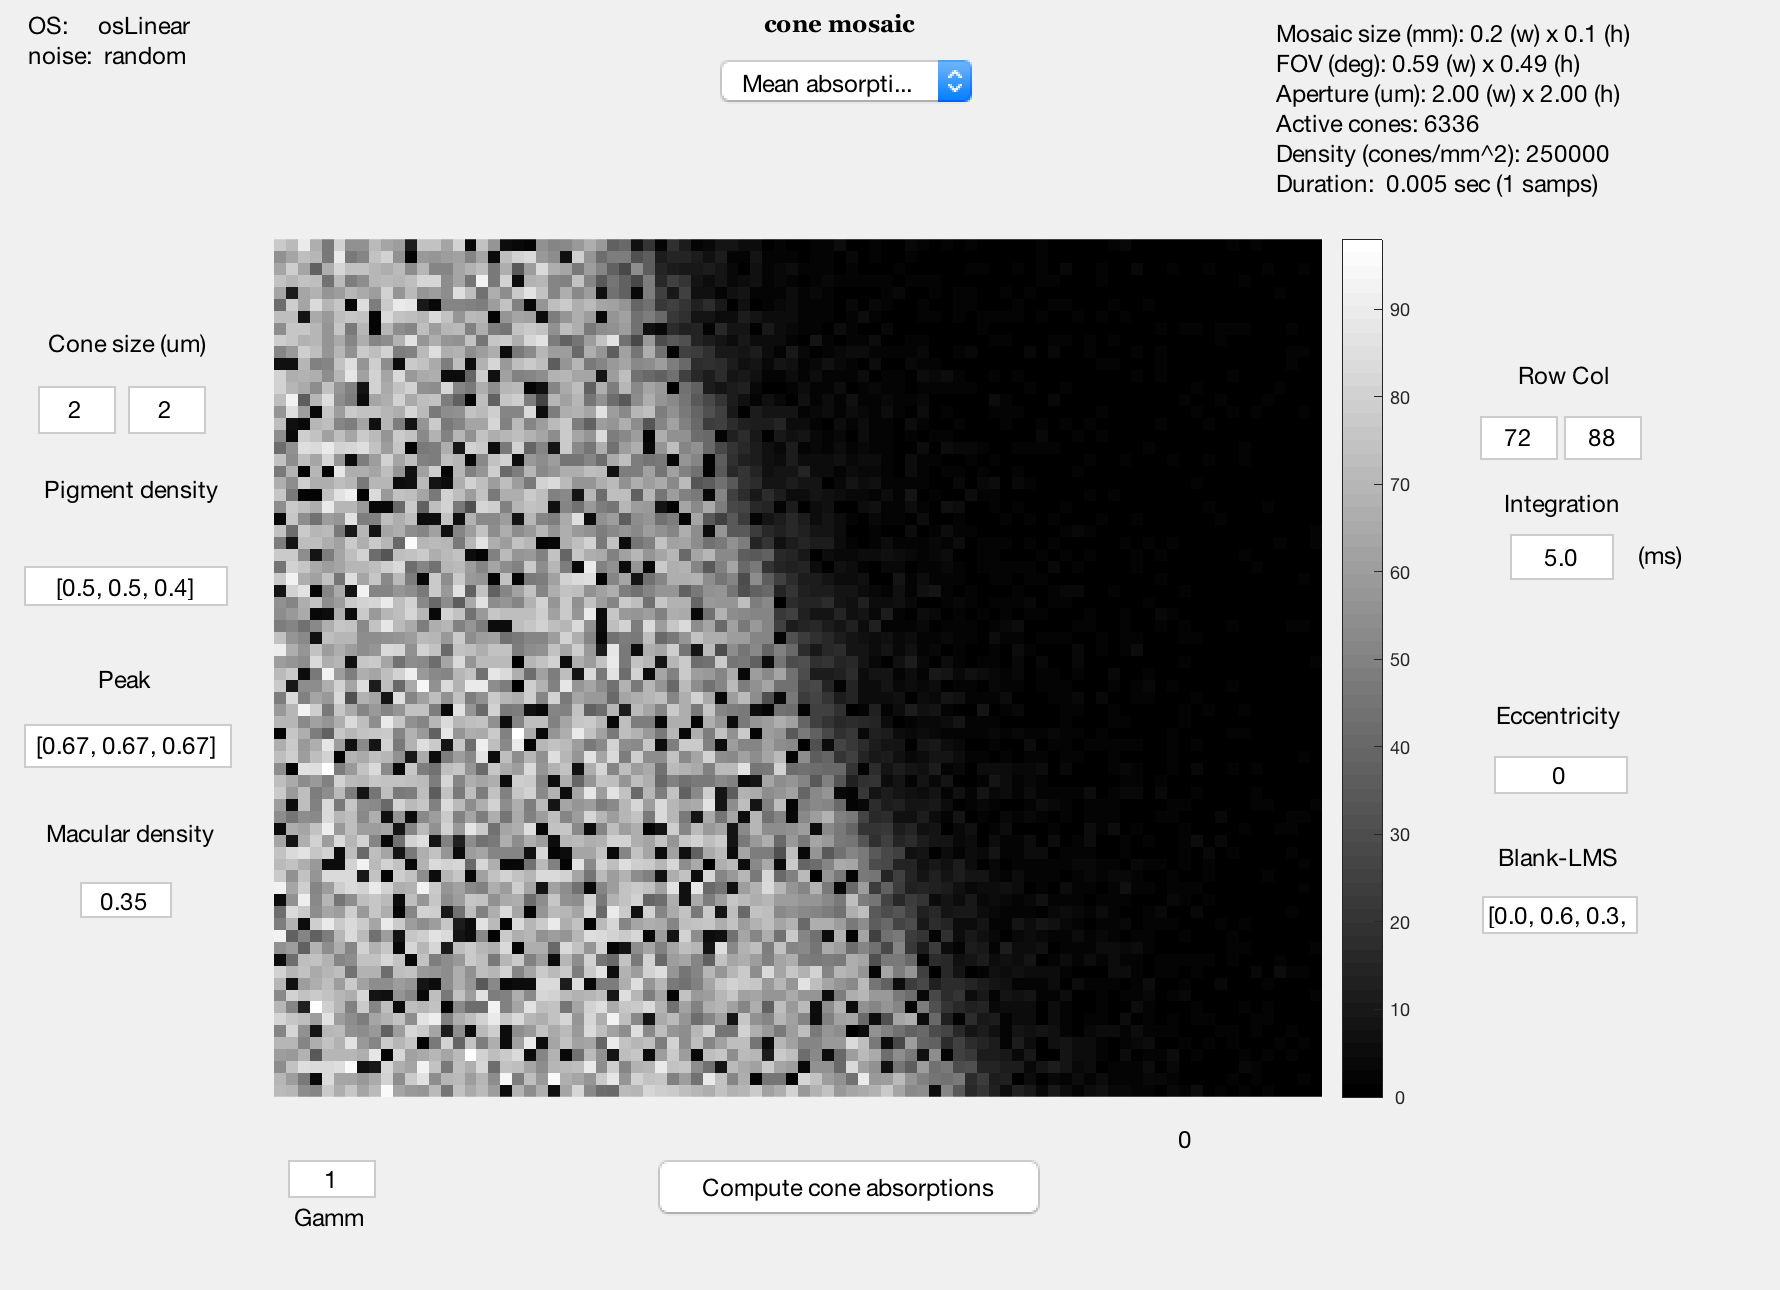 OS: osLinear
noise: random
cone mosaic
Mean absorpti...
Mosaic size (mm): 0.2 (w) x 0.1 (h)
FOV (deg): 0.59 (w) x 0.49 (h)
Aperture (um): 2.00 (w) x 2.00 (h)
Active cones: 6336
Density (cones/mm^2): 250000
Duration: 0.005 sec (1 samps)
Cone size (um)
2 2
Pigment density
[0.5, 0.5, 0.4]
Peak
[0.67, 0.67, 0.67]
Macular density
0.35
90
80
70
60
50
40
30
20
10
0
Row Col
72 88
Integration
5.0 (ms)
Eccentricity
0
Blank-LMS
[0.0, 0.6, 0.3,
0
1
Gamm
Compute cone absorptions